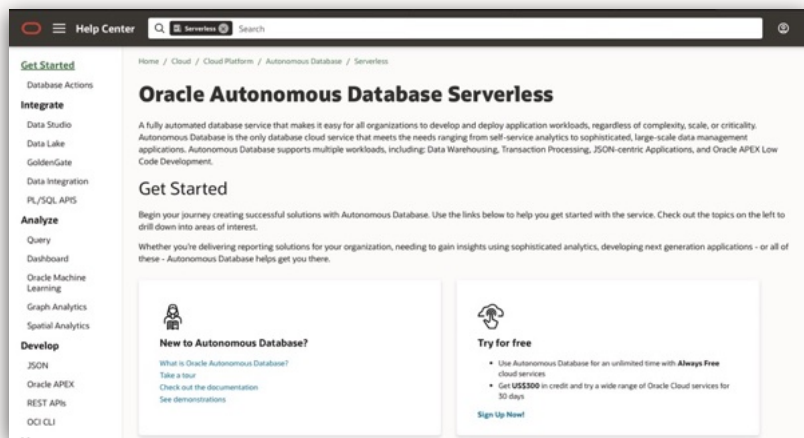 Help Center
Serverless
Search
Get Started
Database Actions
Integrate
Data Studio
Data Lake
GoldenGate
Data Integration
PL/SQL APIS
Analyze
Query
Dashboard
Oracle Machine
Learning
Graph Analytics
Spatial Analytics
Develop
JSON
Oracle APEX
REST APIs
OCI CLI
Home / Cloud / Cloud Platform / Autonomous Database / Serverless
Oracle Autonomous Database Serverless
A fully automated database service that makes it easy for all organizations to develop and deploy application workloads, regardless of complexity, scale, or criticality.
Autonomous Database is the only database cloud service that meets the needs ranging from self-service analytics to sophisticated, large-scale data management
applications. Autonomous Database supports multiple workloads, including: Data Warehousing, Transaction Processing, JSON-centric Applications, and Oracle APEX Low
Code Development.
Get Started
Begin your journey creating successful solutions with Autonomous Database. Use the links below to help you get started with the service. Check out the topics on the left to
drill down into areas of interest.
Whether you're delivering reporting solutions for your organization, needing to gain insights using sophisticated analytics, developing next generation applications - or all of
these - Autonomous Database helps get you there.
New to Autonomous Database?
What is Oracle Autonomous Database?
Take a tour
Check out the documentation
See demonstrations
Try for free
• Use Autonomous Database for an unlimited time with Always Free
cloud services
• Get US$300 in credit and try a wide range of Oracle Cloud services for
30 days
Sign Up Now!